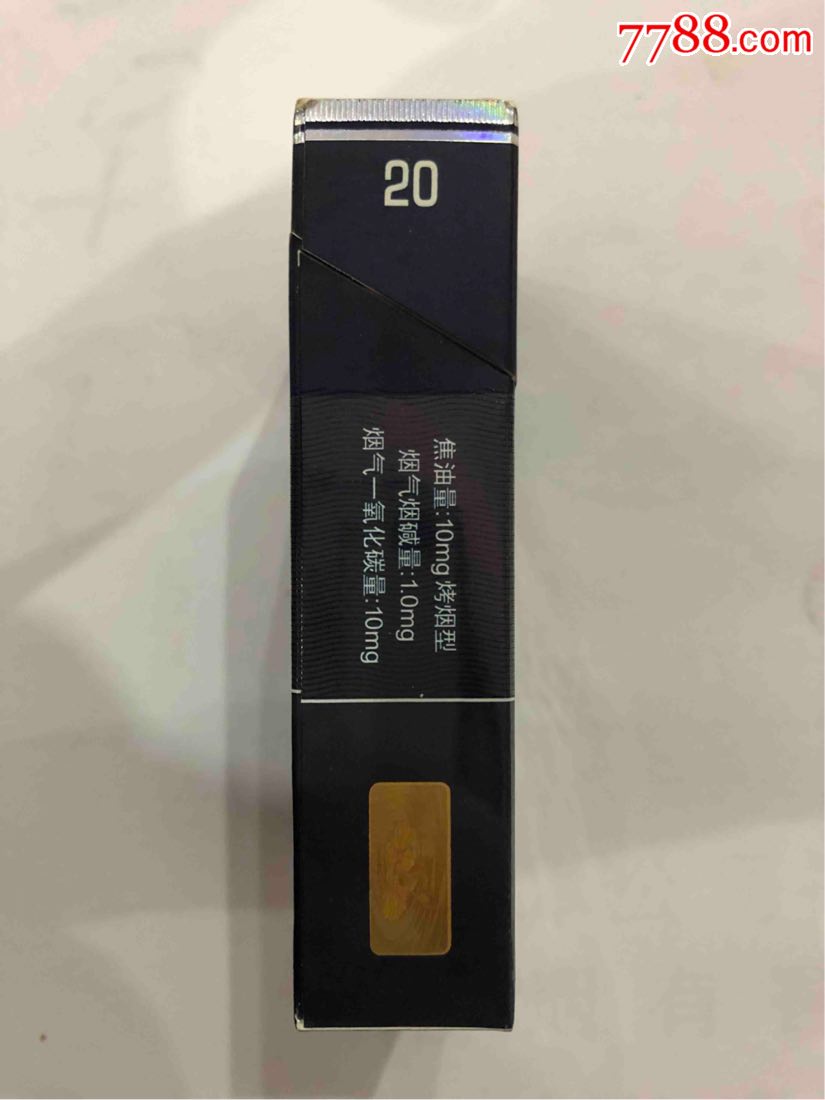 7788.com
20
焦油量:10mg 烤烟型
烟气烟碱量:1.0mg
烟气一氧化碳量:10mg